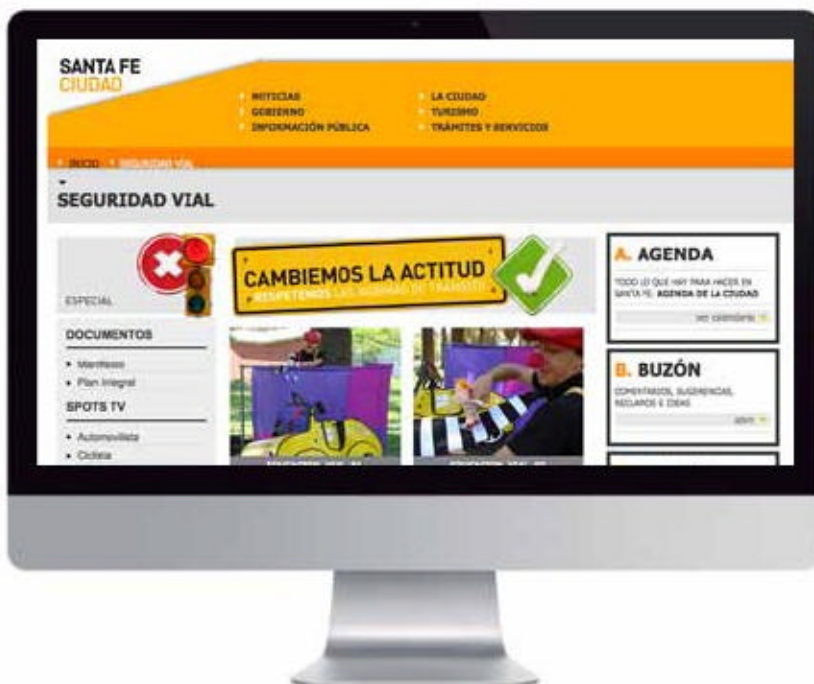 SANTA FE
CIUDAD
NOTICIAS
GOBIERNO
INFORMACIÓN PÚBLICA
LA CIUDAD
TURISMO
TRÁMITES Y SERVICIOS
INICIO
SEGURIDAD VIAL
SEGURIDAD VIAL
ESPECIAL
CAMBIEMOS LA ACTITUD
RESPETEMOS LAS NORMAS DE TRÁNSITO
DOCUMENTOS
Manifiesto
Plan Integral
SPOTS TV
Automovilista
Ciclista
A. AGENDA
TODO LO QUE HAY PARA HACER EN
SANTA FE. AGENDA DE LA CIUDAD
ver calendario
B. BUZÓN
COMENTARIOS, SUGERENCIAS,
RECLAMOS E IDEAS
abrir